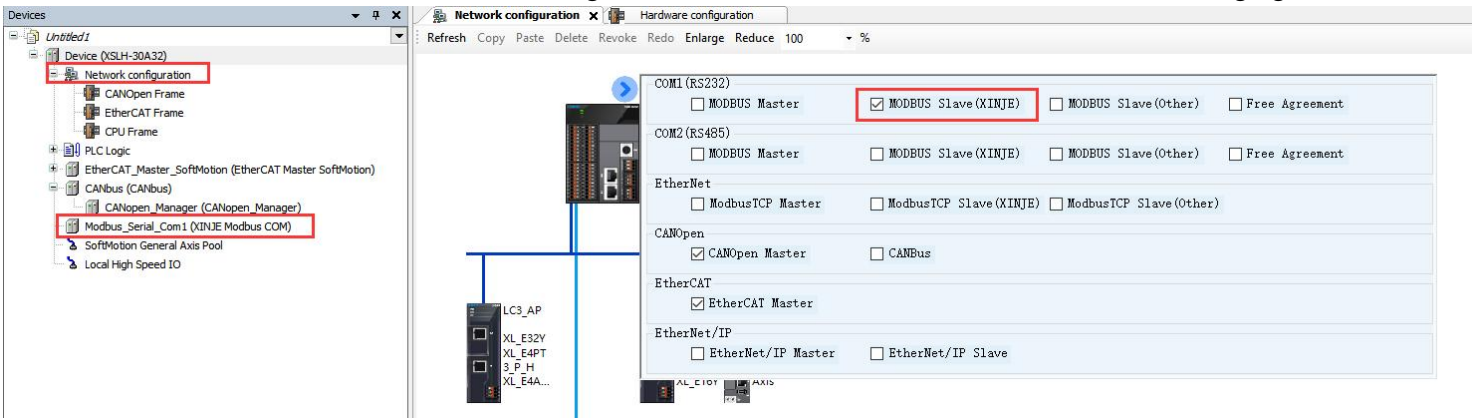 Devices
Untitled1
Device (XSLH-30A32)
Network configuration
CANOpen Frame
EtherCAT Frame
CPU Frame
PLC Logic
EtherCAT_Master_SoftMotion (EtherCAT Master SoftMotion)
CANbus (CANbus)
CANopen_Manager (CANopen_Manager)
Modbus_Serial_Com1 (XINJE Modbus COM)
SoftMotion General Axis Pool
Local High Speed IO
Network configuration Hardware configuration
Refresh Copy Paste Delete Revoke Redo Enlarge Reduce 100 %
COM1(RS232)
MODBUS Master MODBUS Slave(XINJE) MODBUS Slave(Other) Free Agreement
COM2(RS485)
MODBUS Master MODBUS Slave(XINJE) MODBUS Slave(Other) Free Agreement
EtherNet
ModbusTCP Master ModbusTCP Slave(XINJE) ModbusTCP Slave(Other)
CANOpen
CANOpen Master CANBus
EtherCAT
EtherCAT Master
EtherNet/IP
EtherNet/IP Master EtherNet/IP Slave
LC3_AP
XL_E32Y
XL_E4PT
3_P_H
XL_E4A...
XL_E16Y Axis